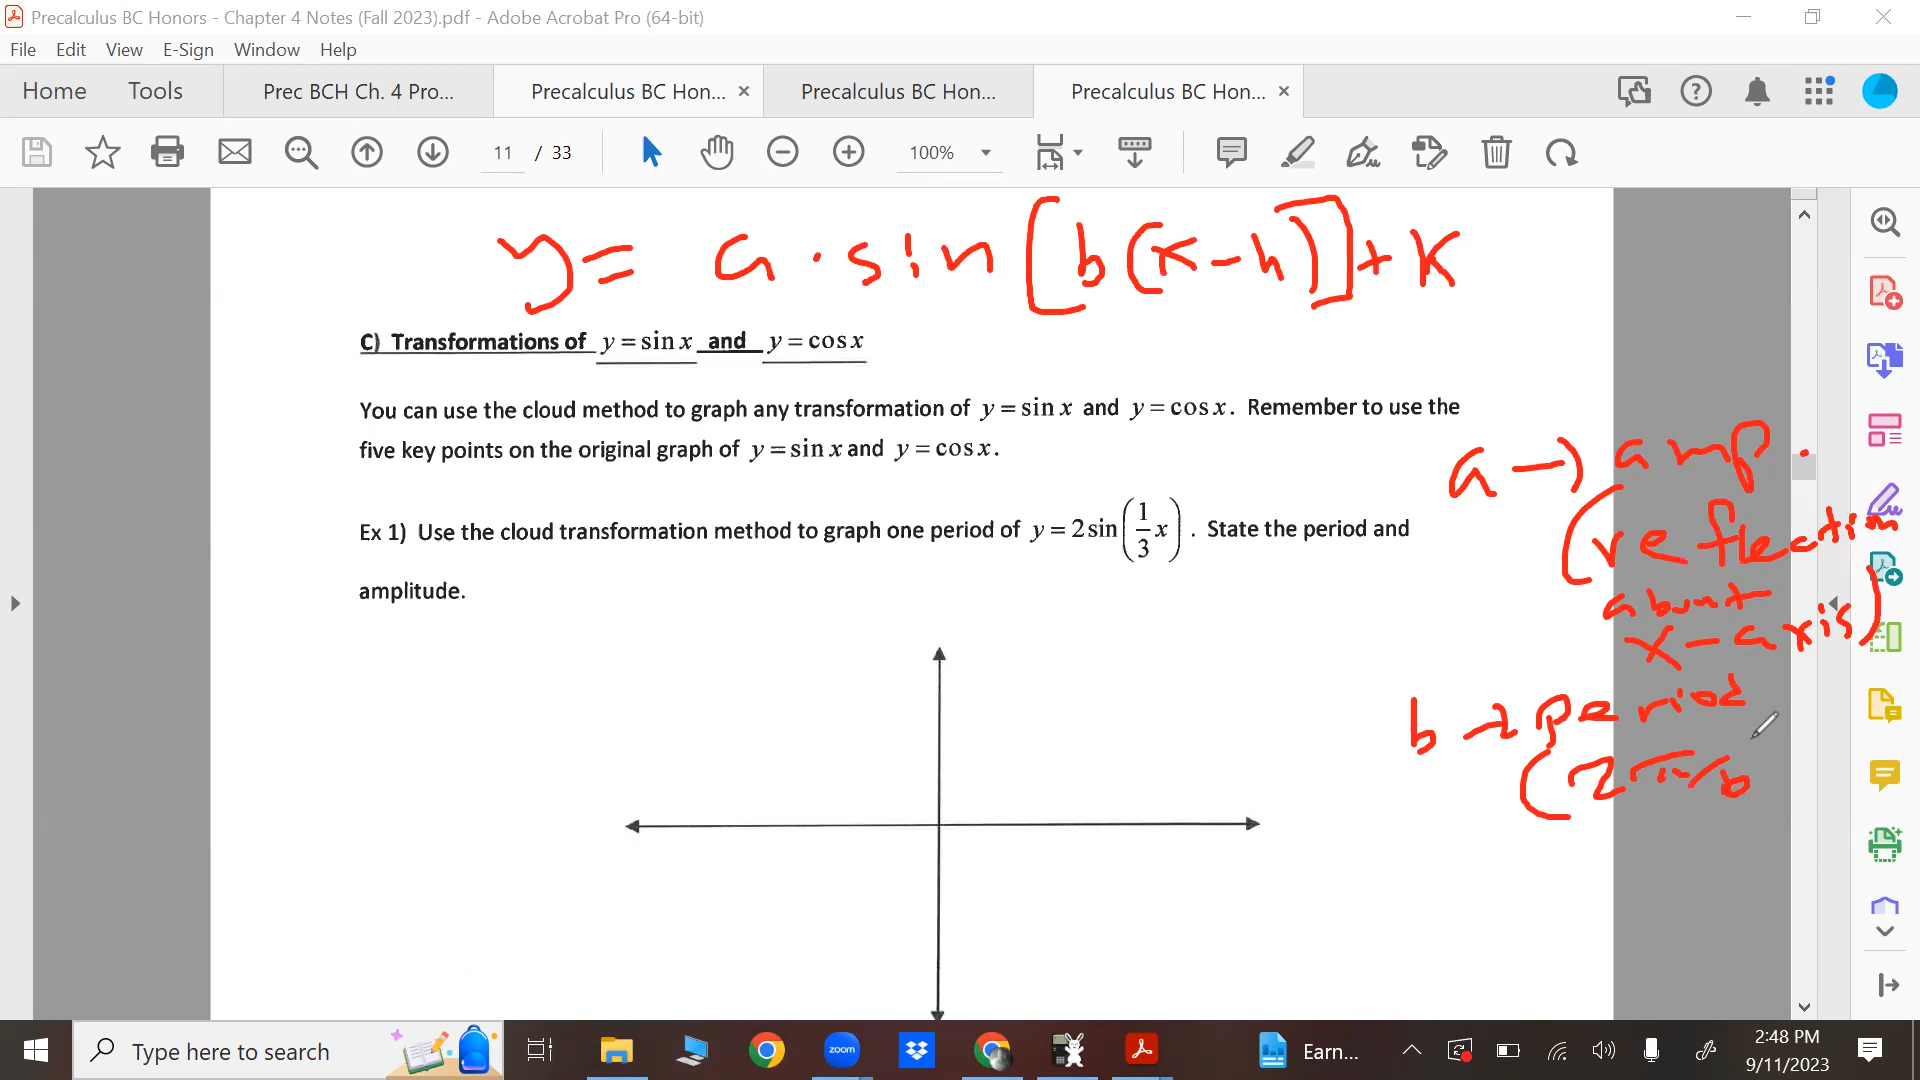 Precalculus BC Honors - Chapter 4 Notes (Fall 2023).pdf - Adobe Acrobat Pro (64-bit)
File Edit View E-Sign Window Help
Home Tools Prec BCH Ch. 4 Pro... Precalculus BC Hon... × Precalculus BC Hon... Precalculus BC Hon... ×
11 / 33 100%
y = a · sin [b(x-h)] + k
C) Transformations of y = sin x and y = cos x
You can use the cloud method to graph any transformation of y = sin x and y = cos x. Remember to use the
five key points on the original graph of y = sin x and y = cos x.
a → amp.
(reflection
about
x-axis)
Ex 1) Use the cloud transformation method to graph one period of y = 2 sin(1/3 x). State the period and
amplitude.
b → period
(2π/b
Type here to search
zoom
Earn...
2:48 PM
9/11/2023